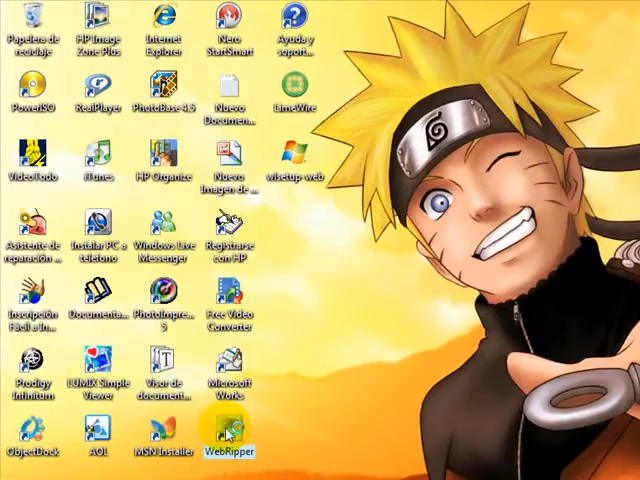 Papelera de
reciclaje
HP Image
Zone Plus
Internet
Explorer
Nero
StartSmart
Ayuda y
soport...
PowerISO
RealPlayer
PhotoBase 4.5
Nuevo
Documen...
LimeWire
VideoTodo
iTunes
HP Organize
Nuevo
Imagen de ...
wlsetup-web
Asistente de
reparación ...
Instalar PC a
teléfono
Windows Live
Messenger
Registrarse
con HP
Inscripción
Fácil a In...
Documenta...
PhotoImpre...
5
Free Video
Converter
Prodigy
Infinitum
LUMIX Simple
Viewer
Visor de
document...
Microsoft
Works
ObjectDock
AOL
MSN Installer
WebRipper